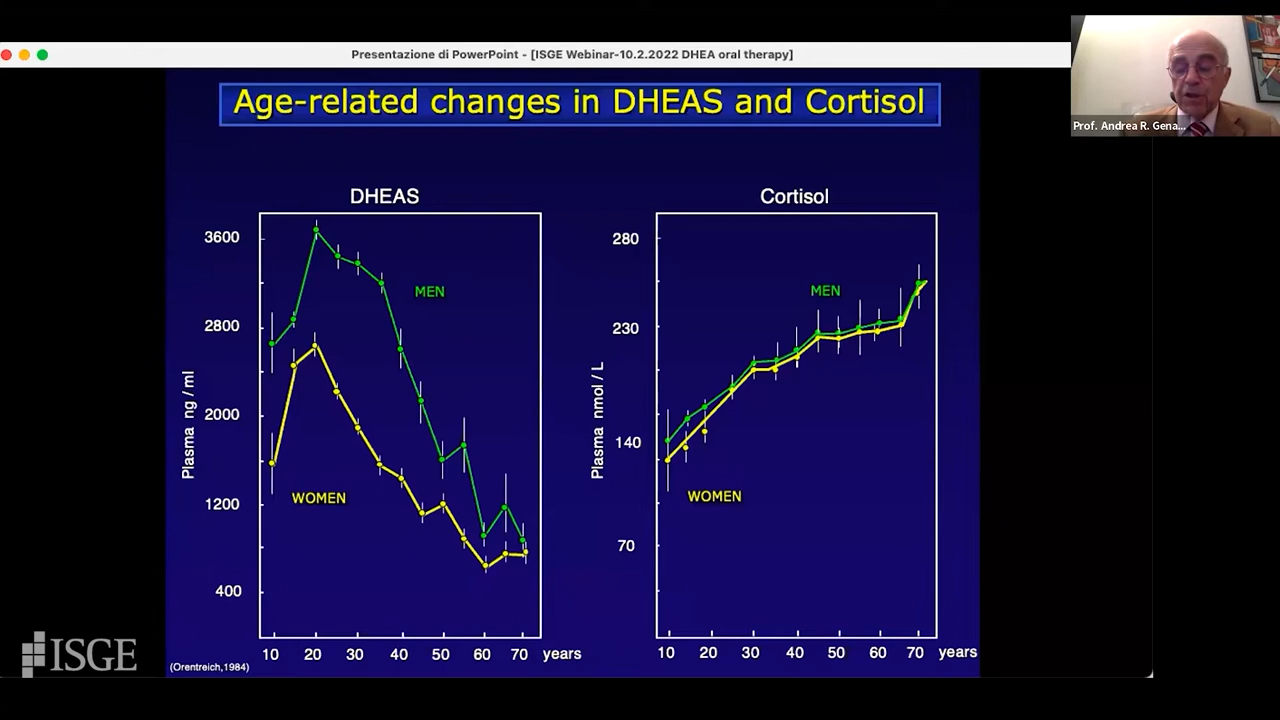 Presentazione di PowerPoint - [ISGE Webinar-10.2.2022 DHEA oral therapy]
Prof. Andrea R. Gena...
Age-related changes in DHEAS and Cortisol
DHEAS
3600
2800
2000
1200
400
Plasma ng / ml
MEN
WOMEN
10 20 30 40 50 60 70 years
Cortisol
280
230
140
70
Plasma nmol / L
MEN
WOMEN
10 20 30 40 50 60 70 years
(Orentreich,1984)
ISGE